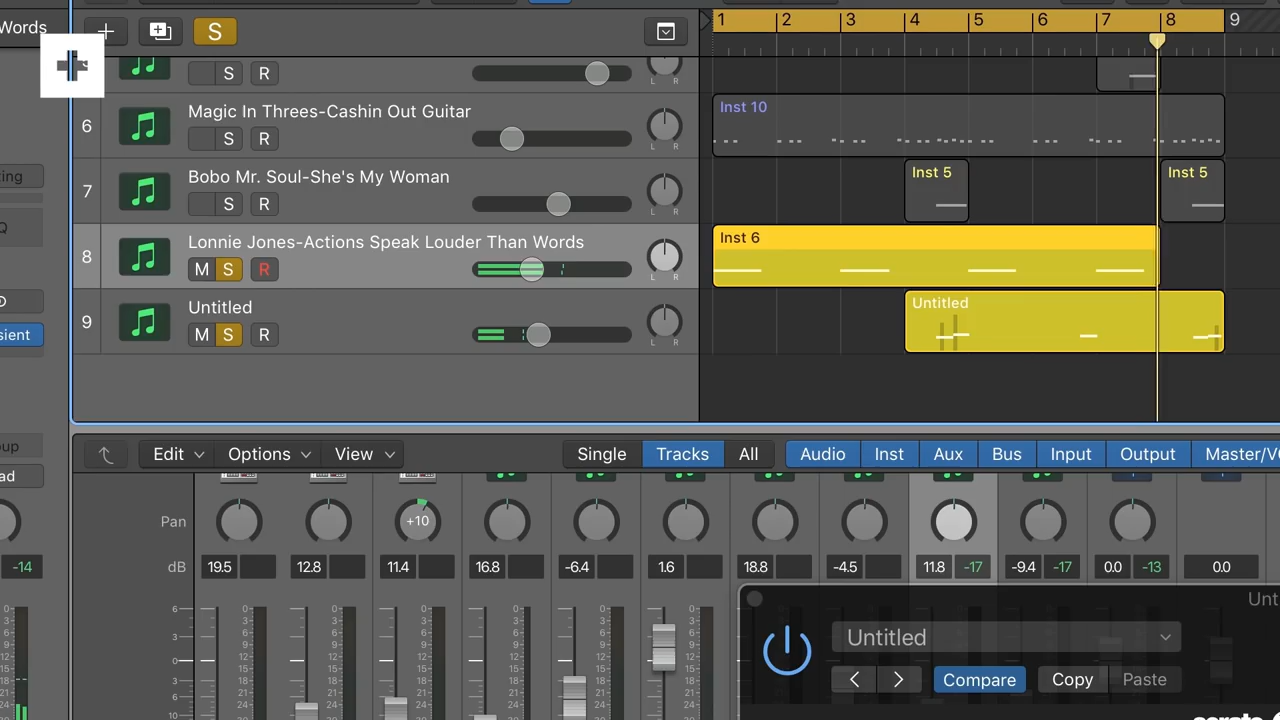 Words
S
1 2 3 4 5 6 7 8 9
S R
6 Magic In Threes-Cashin Out Guitar
S R
L R
Inst 10
7 Bobo Mr. Soul-She's My Woman
S R
L R
Inst 5 Inst 5
8 Lonnie Jones-Actions Speak Louder Than Words
M S R
L R
Inst 6
9 Untitled
M S R
L R
Untitled
Edit Options View Single Tracks All Audio Inst Aux Bus Input Output
Pan +10
dB 19.5 12.8 11.4 16.8 -6.4 1.6 18.8 -4.5 11.8 -17 -9.4 -17 0.0 -13 0.0
-14
Untitled
Compare Copy Paste